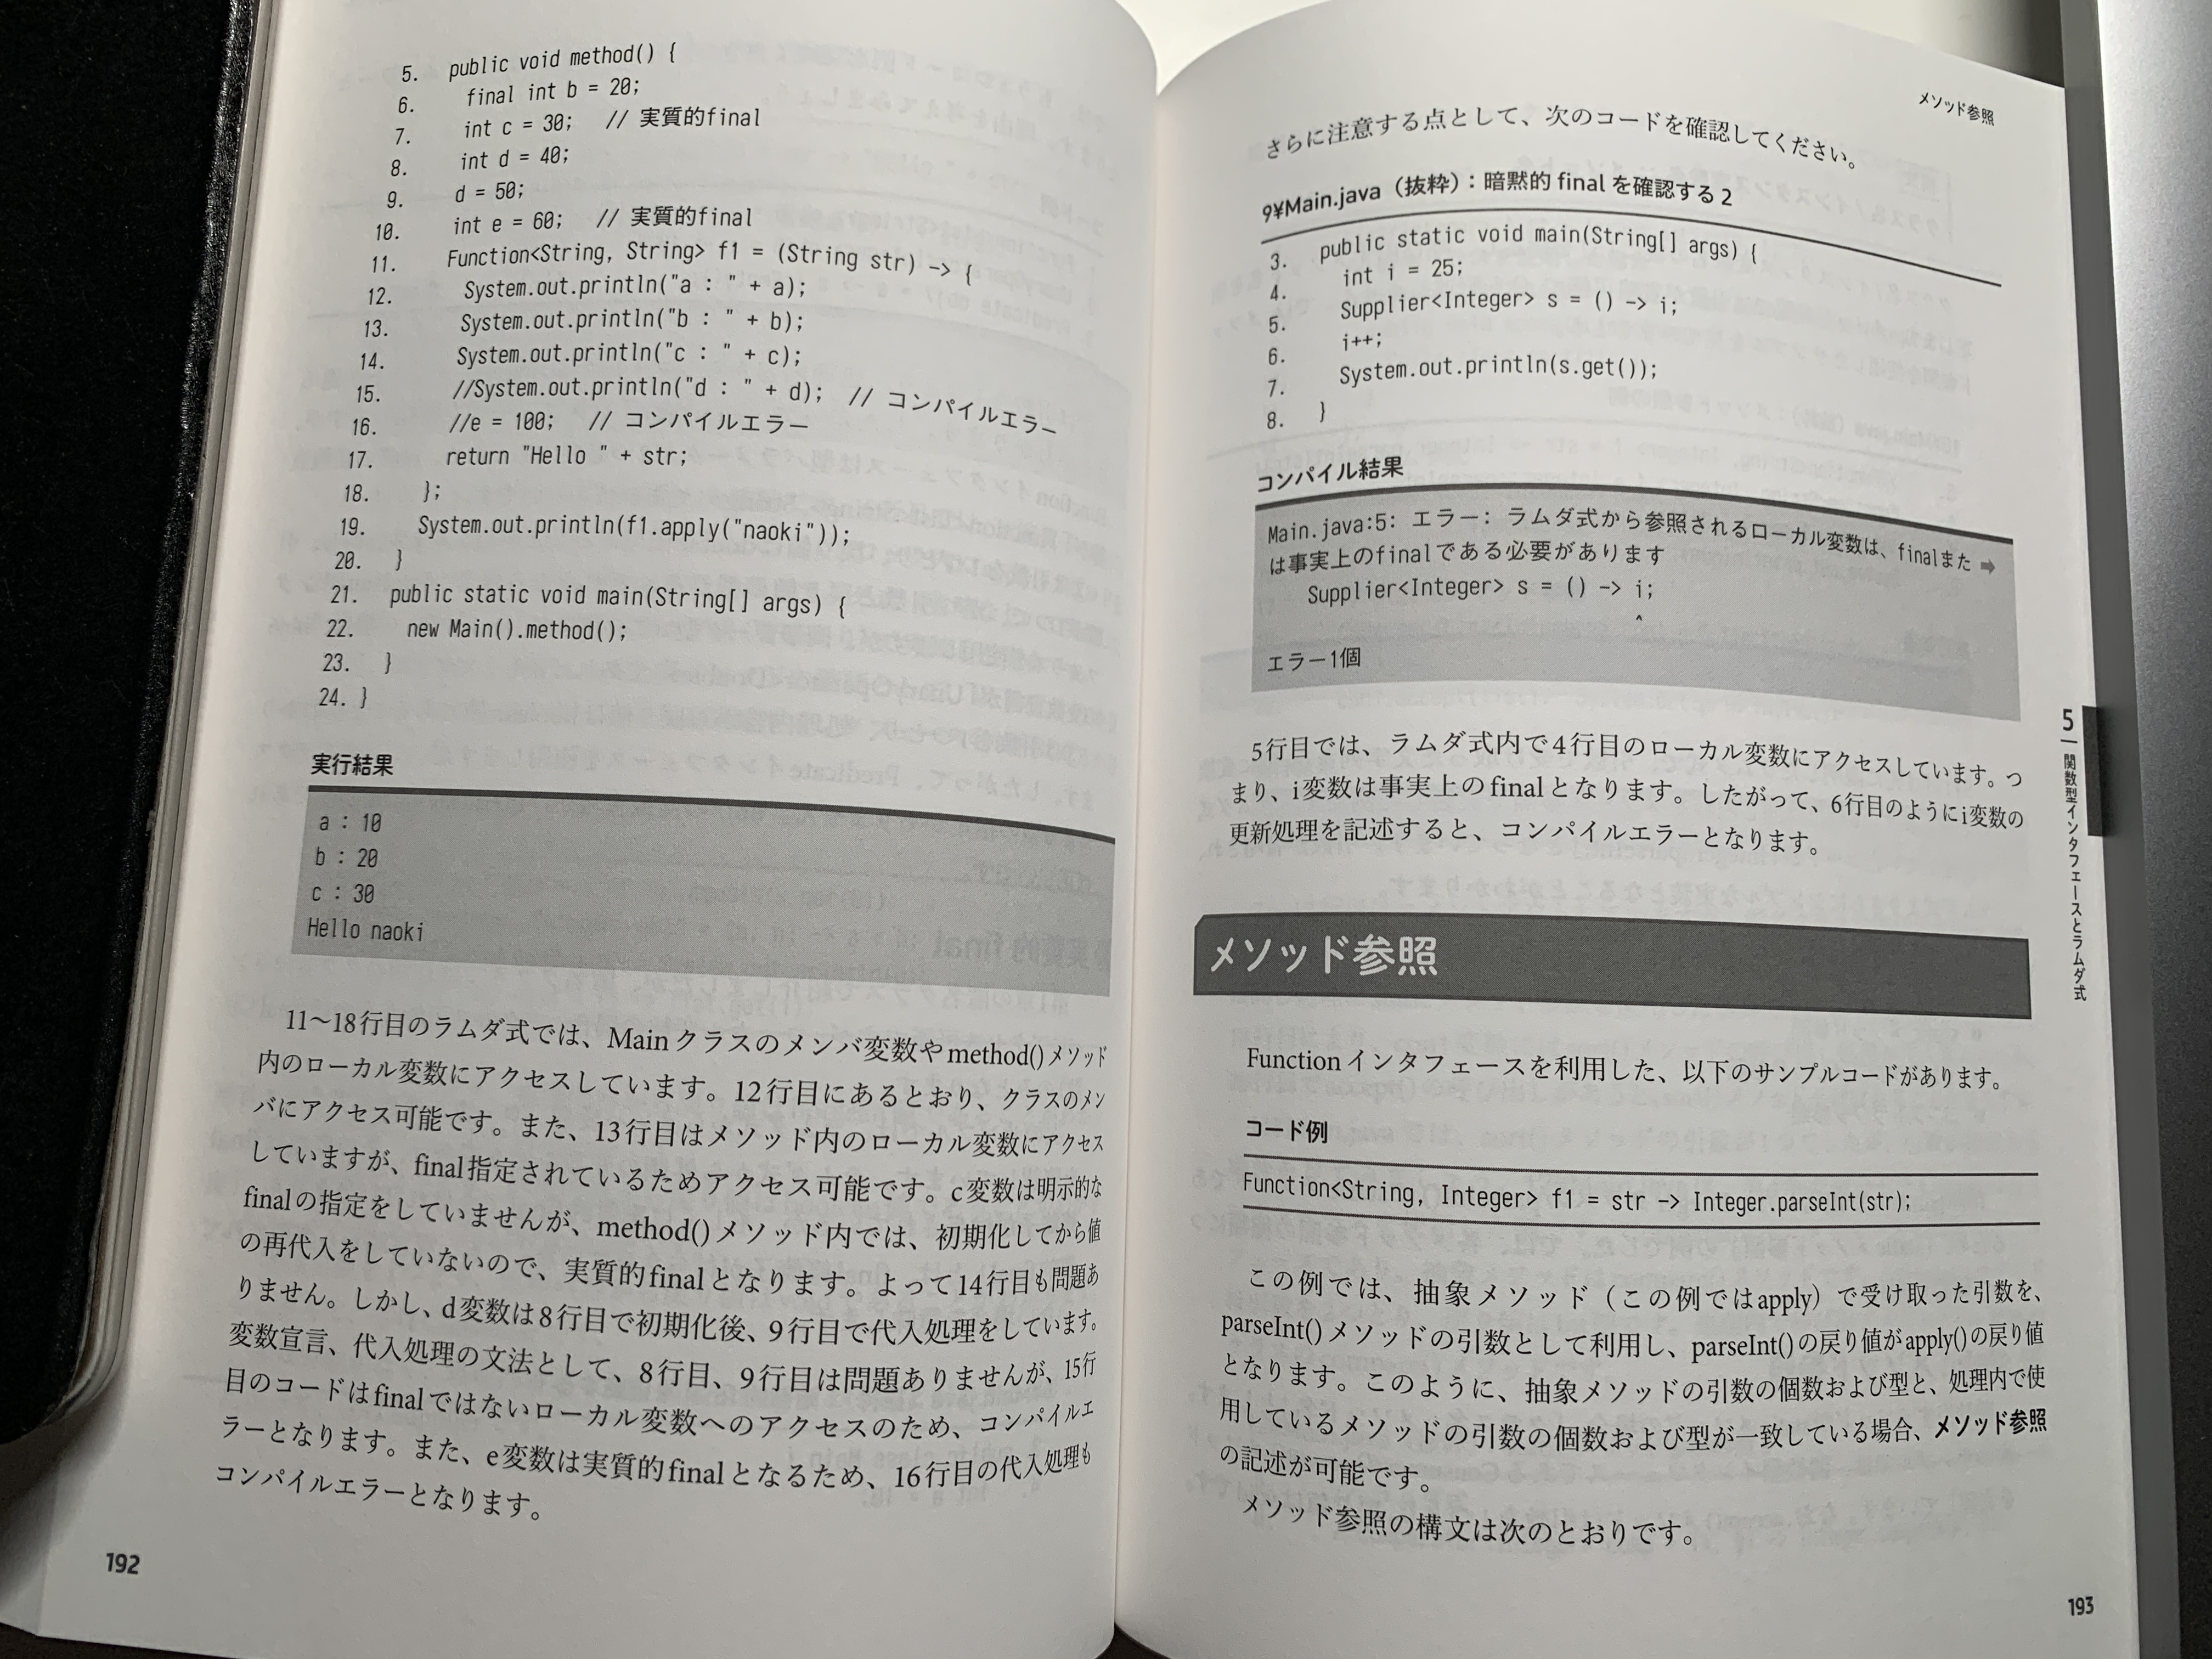 5. public void method() {
6. final int b = 20;
7. int c = 30; // 実質的final
8. int d = 40;
9. d = 50;
10. int e = 60; // 実質的final
11. Function<String, String> f1 = (String str) -> {
12. System.out.println("a : " + a);
13. System.out.println("b : " + b);
14. System.out.println("c : " + c);
15. //System.out.println("d : " + d); // コンパイルエラー
16. //e = 100; // コンパイルエラー
17. return "Hello " + str;
18. };
19. System.out.println(f1.apply("naoki"));
20. }
21. public static void main(String[] args) {
22. new Main().method();
23. }
24. }
実行結果
a : 10
b : 20
c : 30
Hello naoki
11〜18行目のラムダ式では、Mainクラスのメンバ変数やmethod()メソッド
内のローカル変数にアクセスしています。12行目にあるとおり、クラスのメン
バにアクセス可能です。また、13行目はメソッド内のローカル変数にアクセス
していますが、final指定されているためアクセス可能です。c変数は明示的な
finalの指定をしていませんが、method()メソッド内では、初期化してから値
の再代入をしていないので、実質的finalとなります。よって14行目も問題あ
りません。しかし、d変数は8行目で初期化後、9行目で代入処理をしています。
変数宣言、代入処理の文法として、8行目、9行目は問題ありませんが、15行
目のコードはfinalではないローカル変数へのアクセスのため、コンパイルエ
ラーとなります。また、e変数は実質的finalとなるため、16行目の代入処理も
コンパイルエラーとなります。
192
メソッド参照
さらに注意する点として、次のコードを確認してください。
9¥Main.java（抜粋）：暗黙的 final を確認する 2
3. public static void main(String[] args) {
4. int i = 25;
5. Supplier<Integer> s = () -> i;
6. i++;
7. System.out.println(s.get());
8. }
コンパイル結果
Main.java:5: エラー: ラムダ式から参照されるローカル変数は、finalまた ➡
は事実上のfinalである必要があります
Supplier<Integer> s = () -> i;
^
エラー1個
5行目では、ラムダ式内で4行目のローカル変数にアクセスしています。つ
まり、i変数は事実上のfinalとなります。したがって、6行目のようにi変数の
更新処理を記述すると、コンパイルエラーとなります。
メソッド参照
Functionインタフェースを利用した、以下のサンプルコードがあります。
コード例
Function<String, Integer> f1 = str -> Integer.parseInt(str);
この例では、抽象メソッド（この例ではapply）で受け取った引数を、
parseInt()メソッドの引数として利用し、parseInt()の戻り値がapply()の戻り値
となります。このように、抽象メソッドの引数の個数および型と、処理内で使
用しているメソッドの引数の個数および型が一致している場合、メソッド参照
の記述が可能です。
メソッド参照の構文は次のとおりです。
5 関数型インタフェースとラムダ式
193